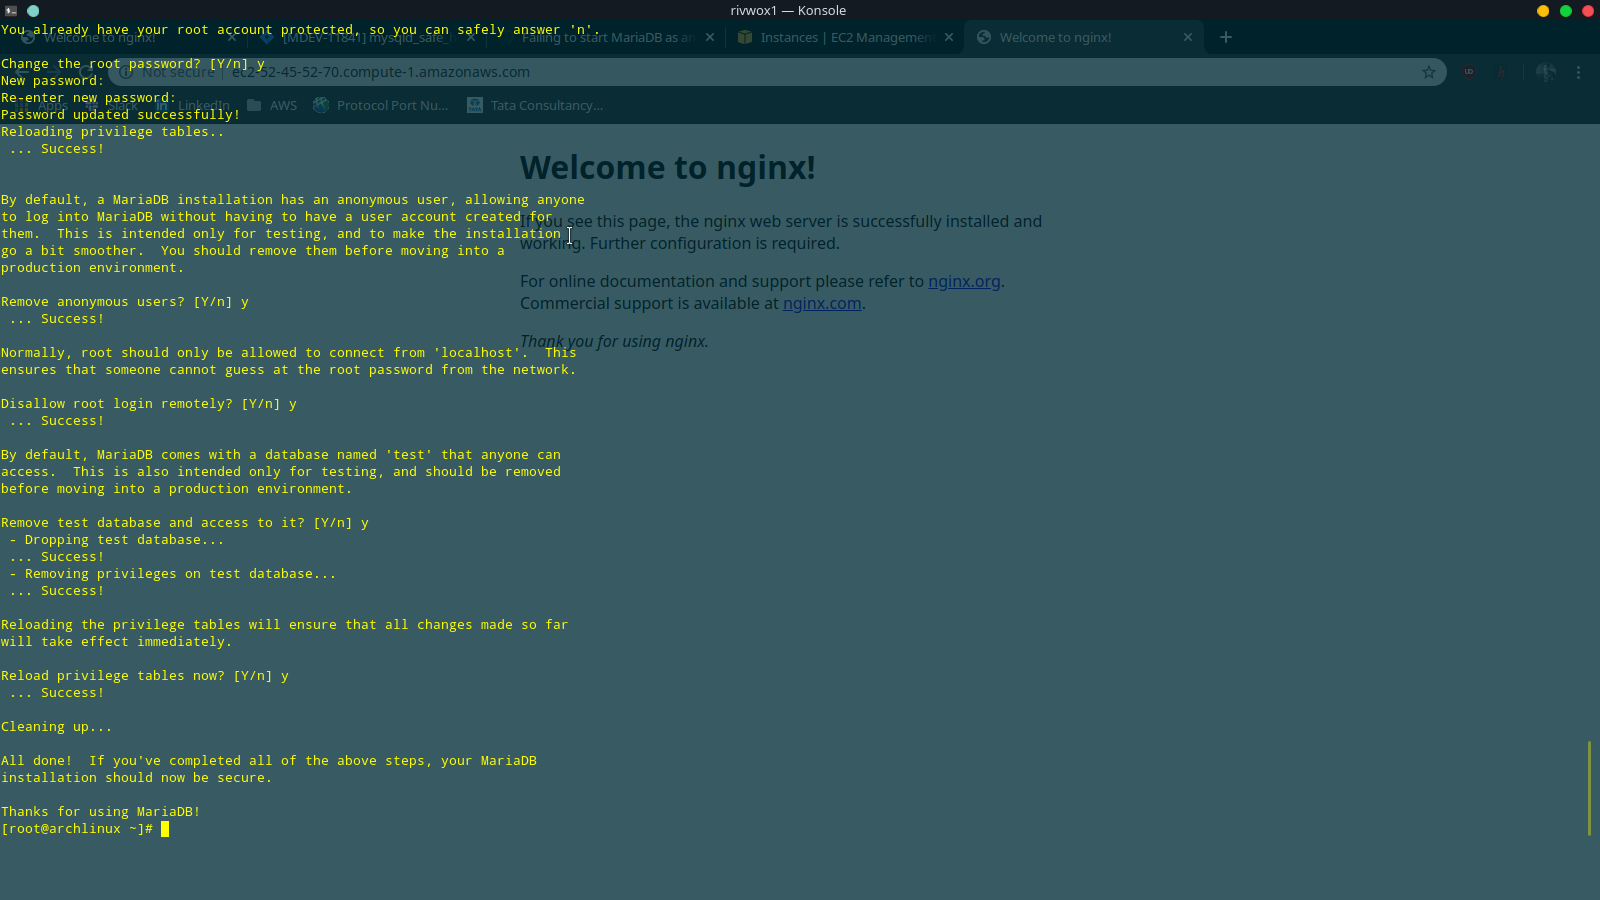 rivwox1 — Konsole
You already have your root account protected, so you can safely answer 'n'.
Welcome to nginx!
[MDEV-11841] mysqld_safe_
Failing to start MariaDB as an
Instances | EC2 Management
Welcome to nginx!
Change the root password? [Y/n] y
Not secure | ec2-52-45-52-70.compute-1.amazonaws.com
New password:
Re-enter new password:
Apps
Slack
LinkedIn
AWS
Protocol Port Nu...
Tata Consultancy...
Password updated successfully!
Reloading privilege tables..
... Success!
Welcome to nginx!
By default, a MariaDB installation has an anonymous user, allowing anyone
to log into MariaDB without having to have a user account created for
them.  This is intended only for testing, and to make the installation
go a bit smoother.  You should remove them before moving into a
production environment.
If you see this page, the nginx web server is successfully installed and
working. Further configuration is required.
For online documentation and support please refer to nginx.org.
Commercial support is available at nginx.com.
Thank you for using nginx.
Remove anonymous users? [Y/n] y
... Success!
Normally, root should only be allowed to connect from 'localhost'.  This
ensures that someone cannot guess at the root password from the network.
Disallow root login remotely? [Y/n] y
... Success!
By default, MariaDB comes with a database named 'test' that anyone can
access.  This is also intended only for testing, and should be removed
before moving into a production environment.
Remove test database and access to it? [Y/n] y
- Dropping test database...
... Success!
- Removing privileges on test database...
... Success!
Reloading the privilege tables will ensure that all changes made so far
will take effect immediately.
Reload privilege tables now? [Y/n] y
... Success!
Cleaning up...
All done!  If you've completed all of the above steps, your MariaDB
installation should now be secure.
Thanks for using MariaDB!
[root@archlinux ~]#